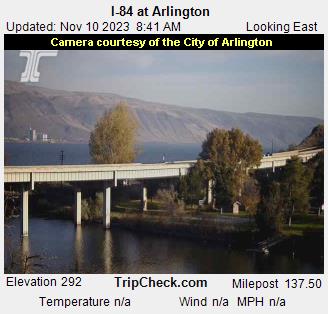 I-84 at Arlington
Updated: Nov 10 2023 8:41 AM Looking East
Camera courtesy of the City of Arlington
Elevation 292 TripCheck.com Milepost 137.50
Temperature n/a Wind n/a MPH n/a